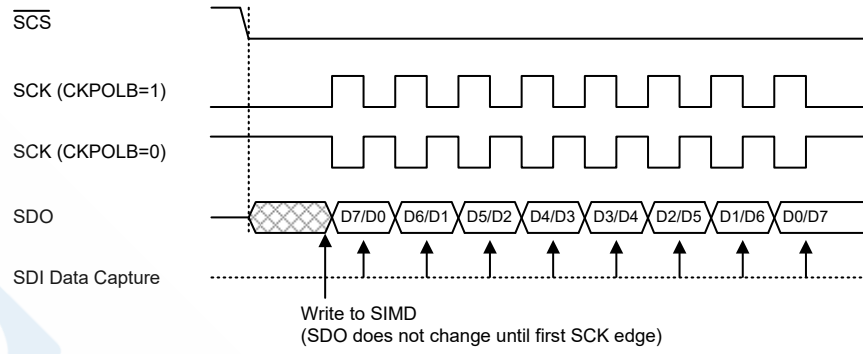 SCS
SCK (CKPOLB=1)
SCK (CKPOLB=0)
SDO
D7/D0 D6/D1 D5/D2 D4/D3 D3/D4 D2/D5 D1/D6 D0/D7
SDI Data Capture
Write to SIMD
(SDO does not change until first SCK edge)